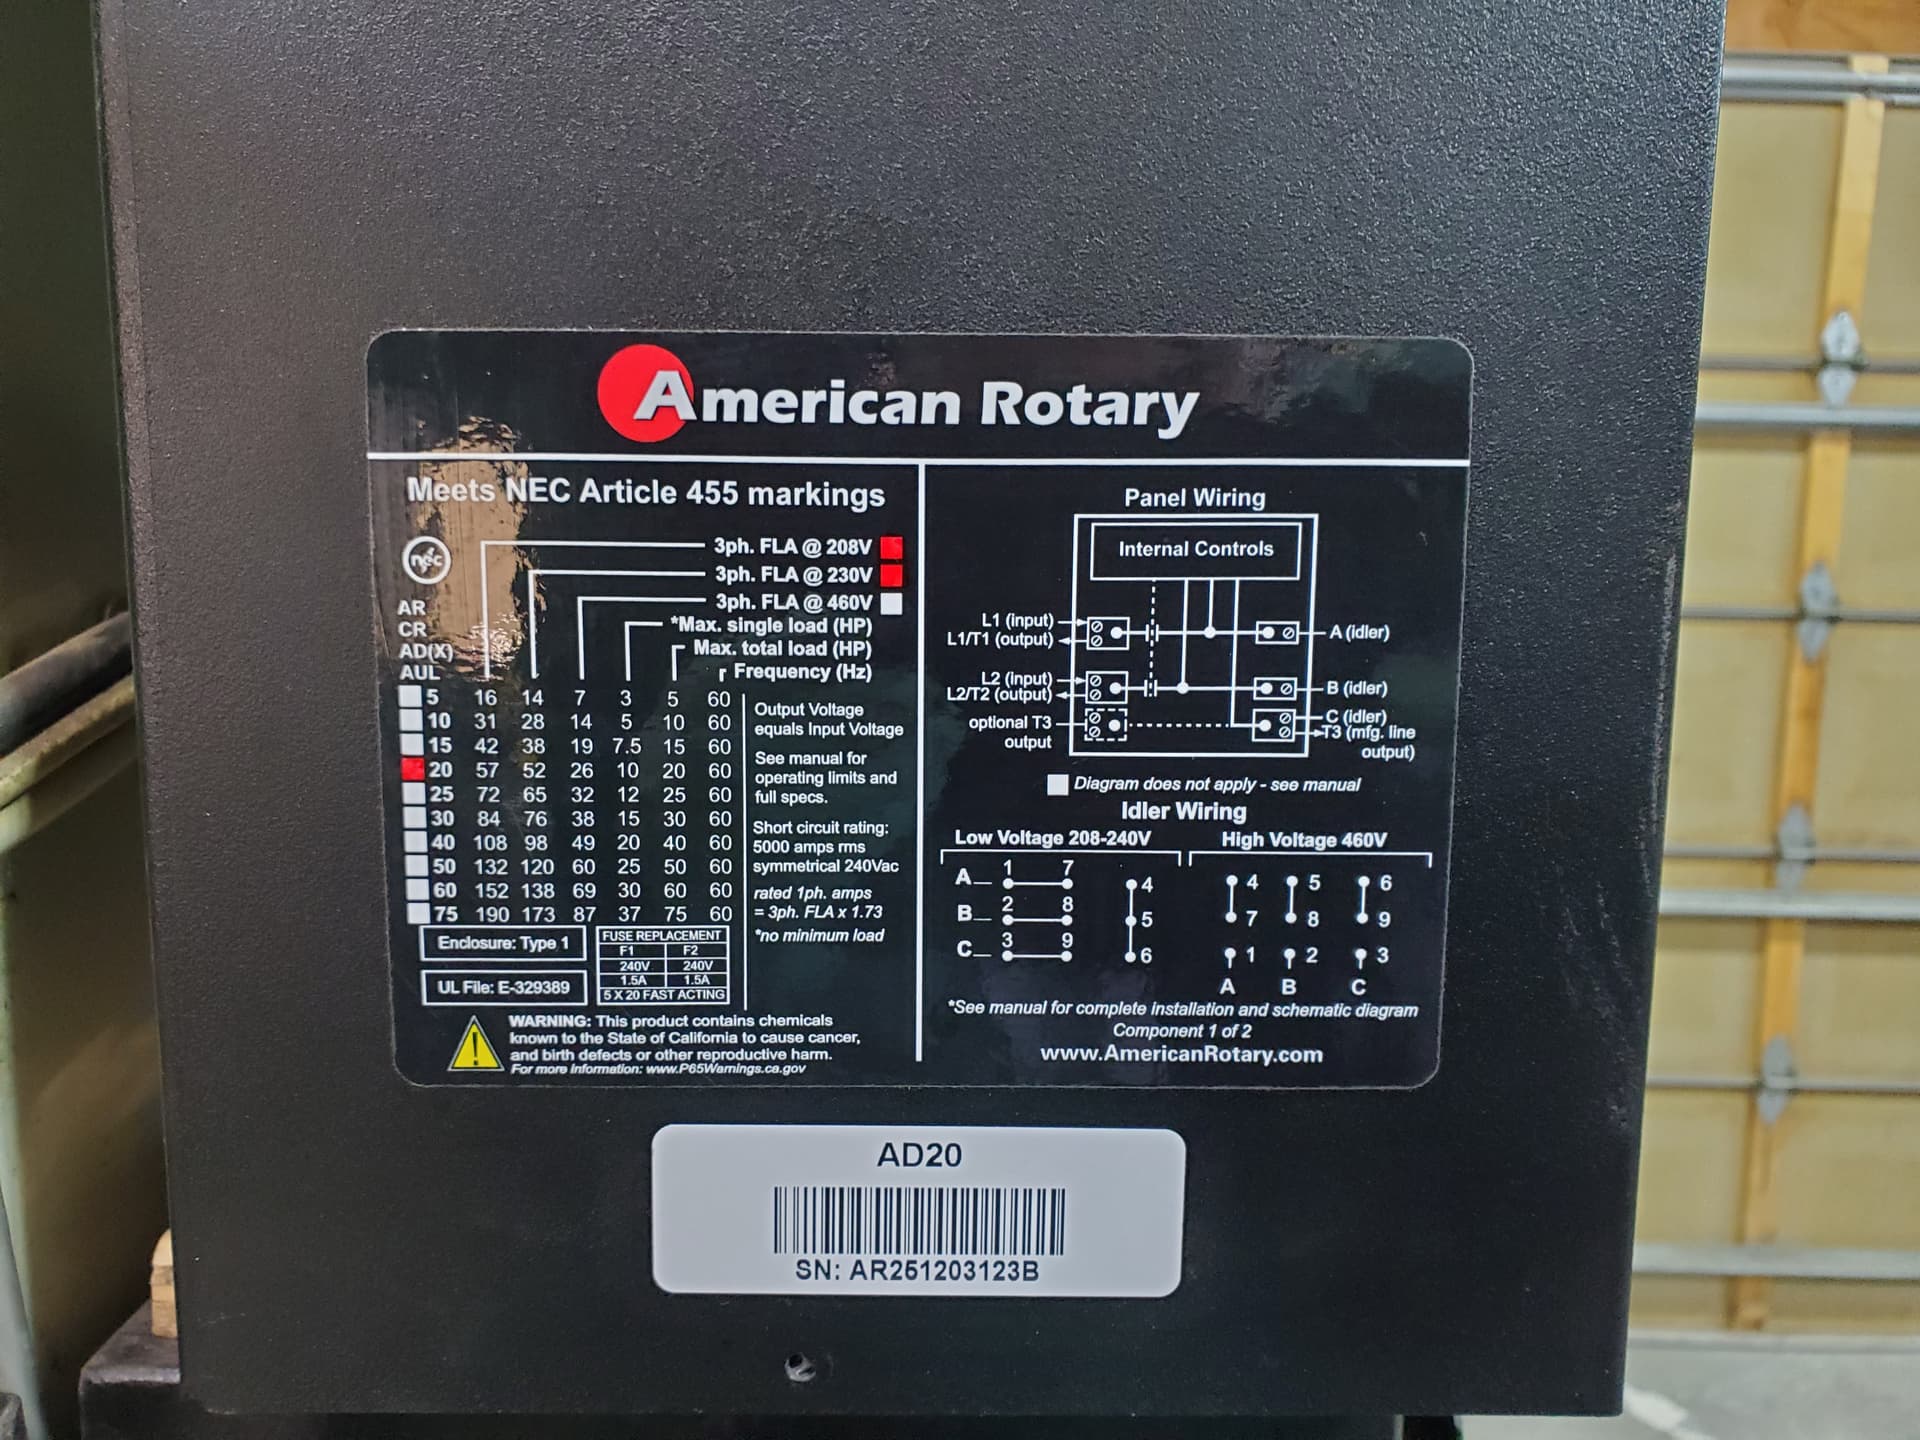 American Rotary
Meets NEC Article 455 markings
nec
3ph. FLA @ 208V
3ph. FLA @ 230V
3ph. FLA @ 460V
*Max. single load (HP)
Max. total load (HP)
Frequency (Hz)
AR
CR
AD(X)
AUL
5 16 14 7 3 5 60
10 31 28 14 5 10 60
15 42 38 19 7.5 15 60
20 57 52 26 10 20 60
25 72 65 32 12 25 60
30 84 76 38 15 30 60
40 108 98 49 20 40 60
50 132 120 60 25 50 60
60 152 138 69 30 60 60
75 190 173 87 37 75 60
Output Voltage
equals Input Voltage
See manual for
operating limits and
full specs.
Short circuit rating:
5000 amps rms
symmetrical 240Vac
rated 1ph. amps
= 3ph. FLA x 1.73
*no minimum load
Enclosure: Type 1
UL File: E-329389
FUSE REPLACEMENT
F1 F2
240V 240V
1.5A 1.5A
5 X 20 FAST ACTING
WARNING: This product contains chemicals
known to the State of California to cause cancer,
and birth defects or other reproductive harm.
For more information: www.P65Warnings.ca.gov
Panel Wiring
Internal Controls
L1 (input)
L1/T1 (output)
L2 (input)
L2/T2 (output)
optional T3
output
A (idler)
B (idler)
C (idler)
T3 (mfg. line
output)
Diagram does not apply - see manual
Idler Wiring
Low Voltage 208-240V
A 1 7
B 2 8
C 3 9
4
5
6
High Voltage 460V
4 5 6
7 8 9
1 2 3
A B C
*See manual for complete installation and schematic diagram
Component 1 of 2
www.AmericanRotary.com
AD20
SN: AR251203123B